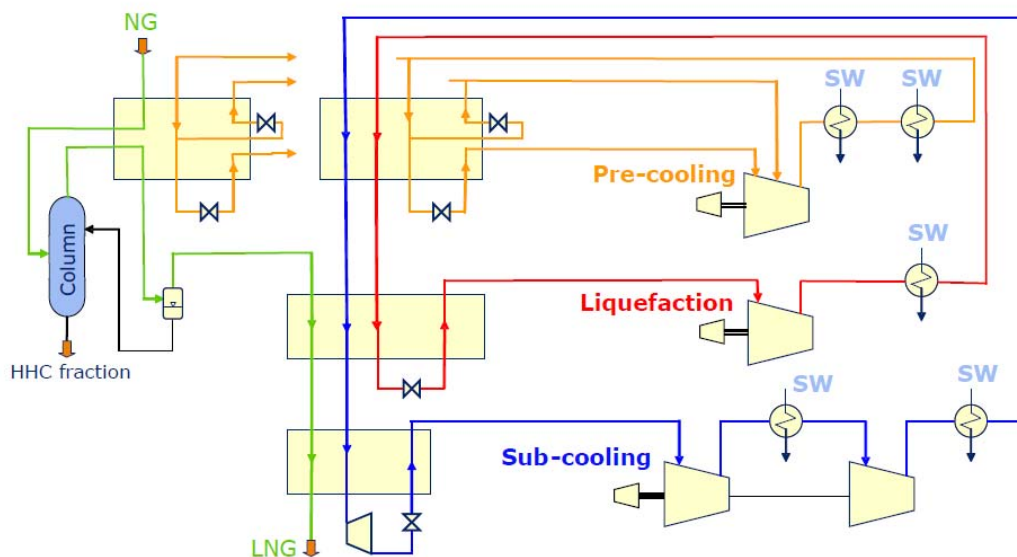 NG
SW
SW
Pre-cooling
Column
SW
Liquefaction
HHC fraction
SW
SW
Sub-cooling
LNG